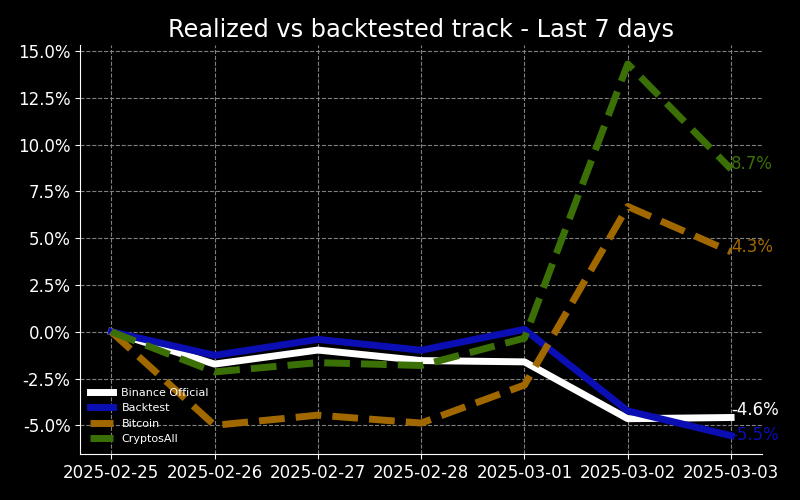 Realized vs backtested track - Last 7 days
15.0%
12.5%
10.0%
7.5%
5.0%
2.5%
0.0%
-2.5%
-5.0%
8.7%
4.3%
-4.6%
-5.5%
Binance Official
Backtest
Bitcoin
CryptosAll
2025-02-25 2025-02-26 2025-02-27 2025-02-28 2025-03-01 2025-03-02 2025-03-03